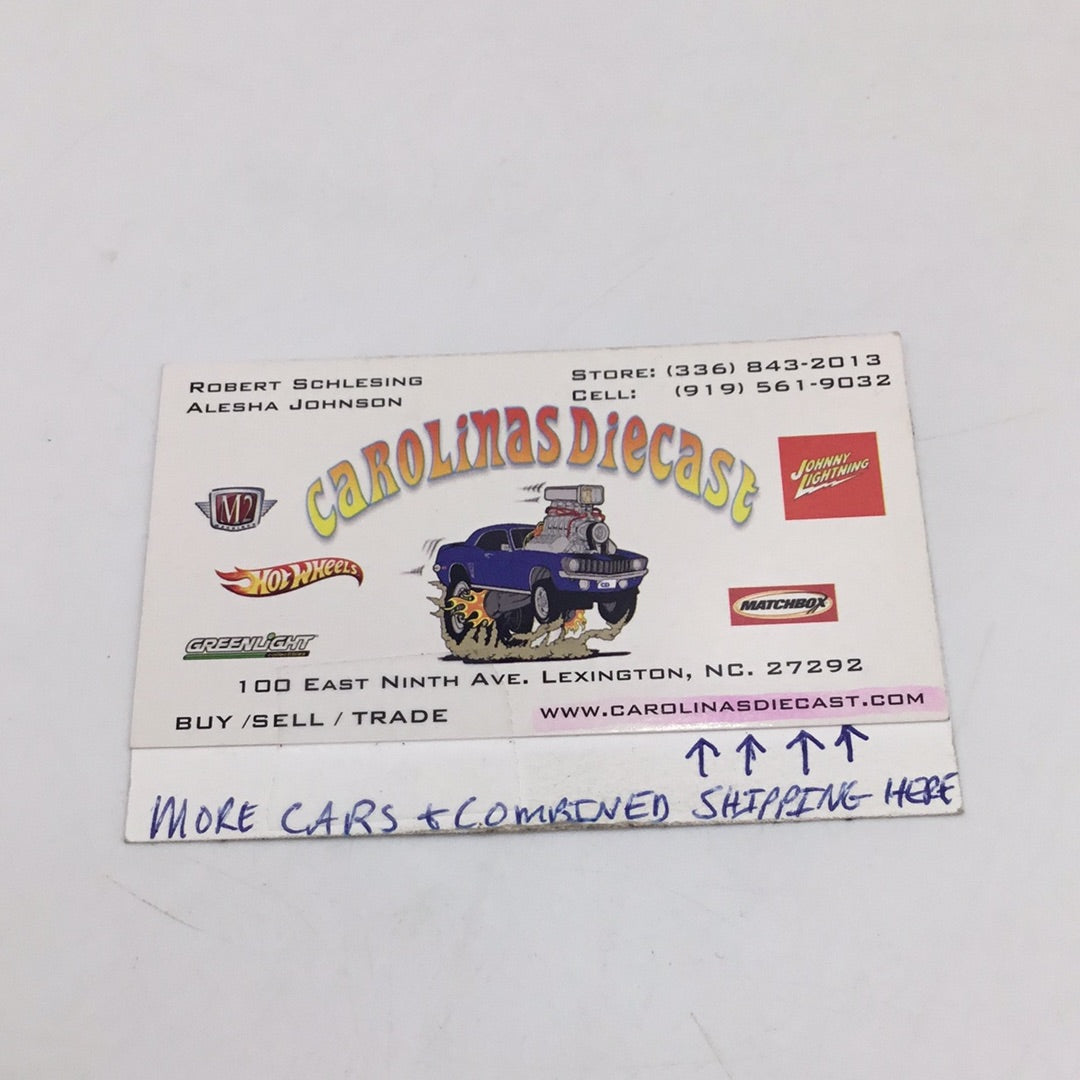 ROBERT SCHLESING
ALESHA JOHNSON
STORE: (336) 843-2013
CELL: (919) 561-9032
CAROLINAS DIECAST
JOHNNY
LIGHTNING
M2
HOT WHEELS
CD
MATCHBOX
GREENLIGHT
collectibles
100 EAST NINTH AVE. LEXINGTON, NC. 27292
BUY /SELL / TRADE
WWW.CAROLINASDIECAST.COM
MORE CARS + COMBINED SHIPPING HERE